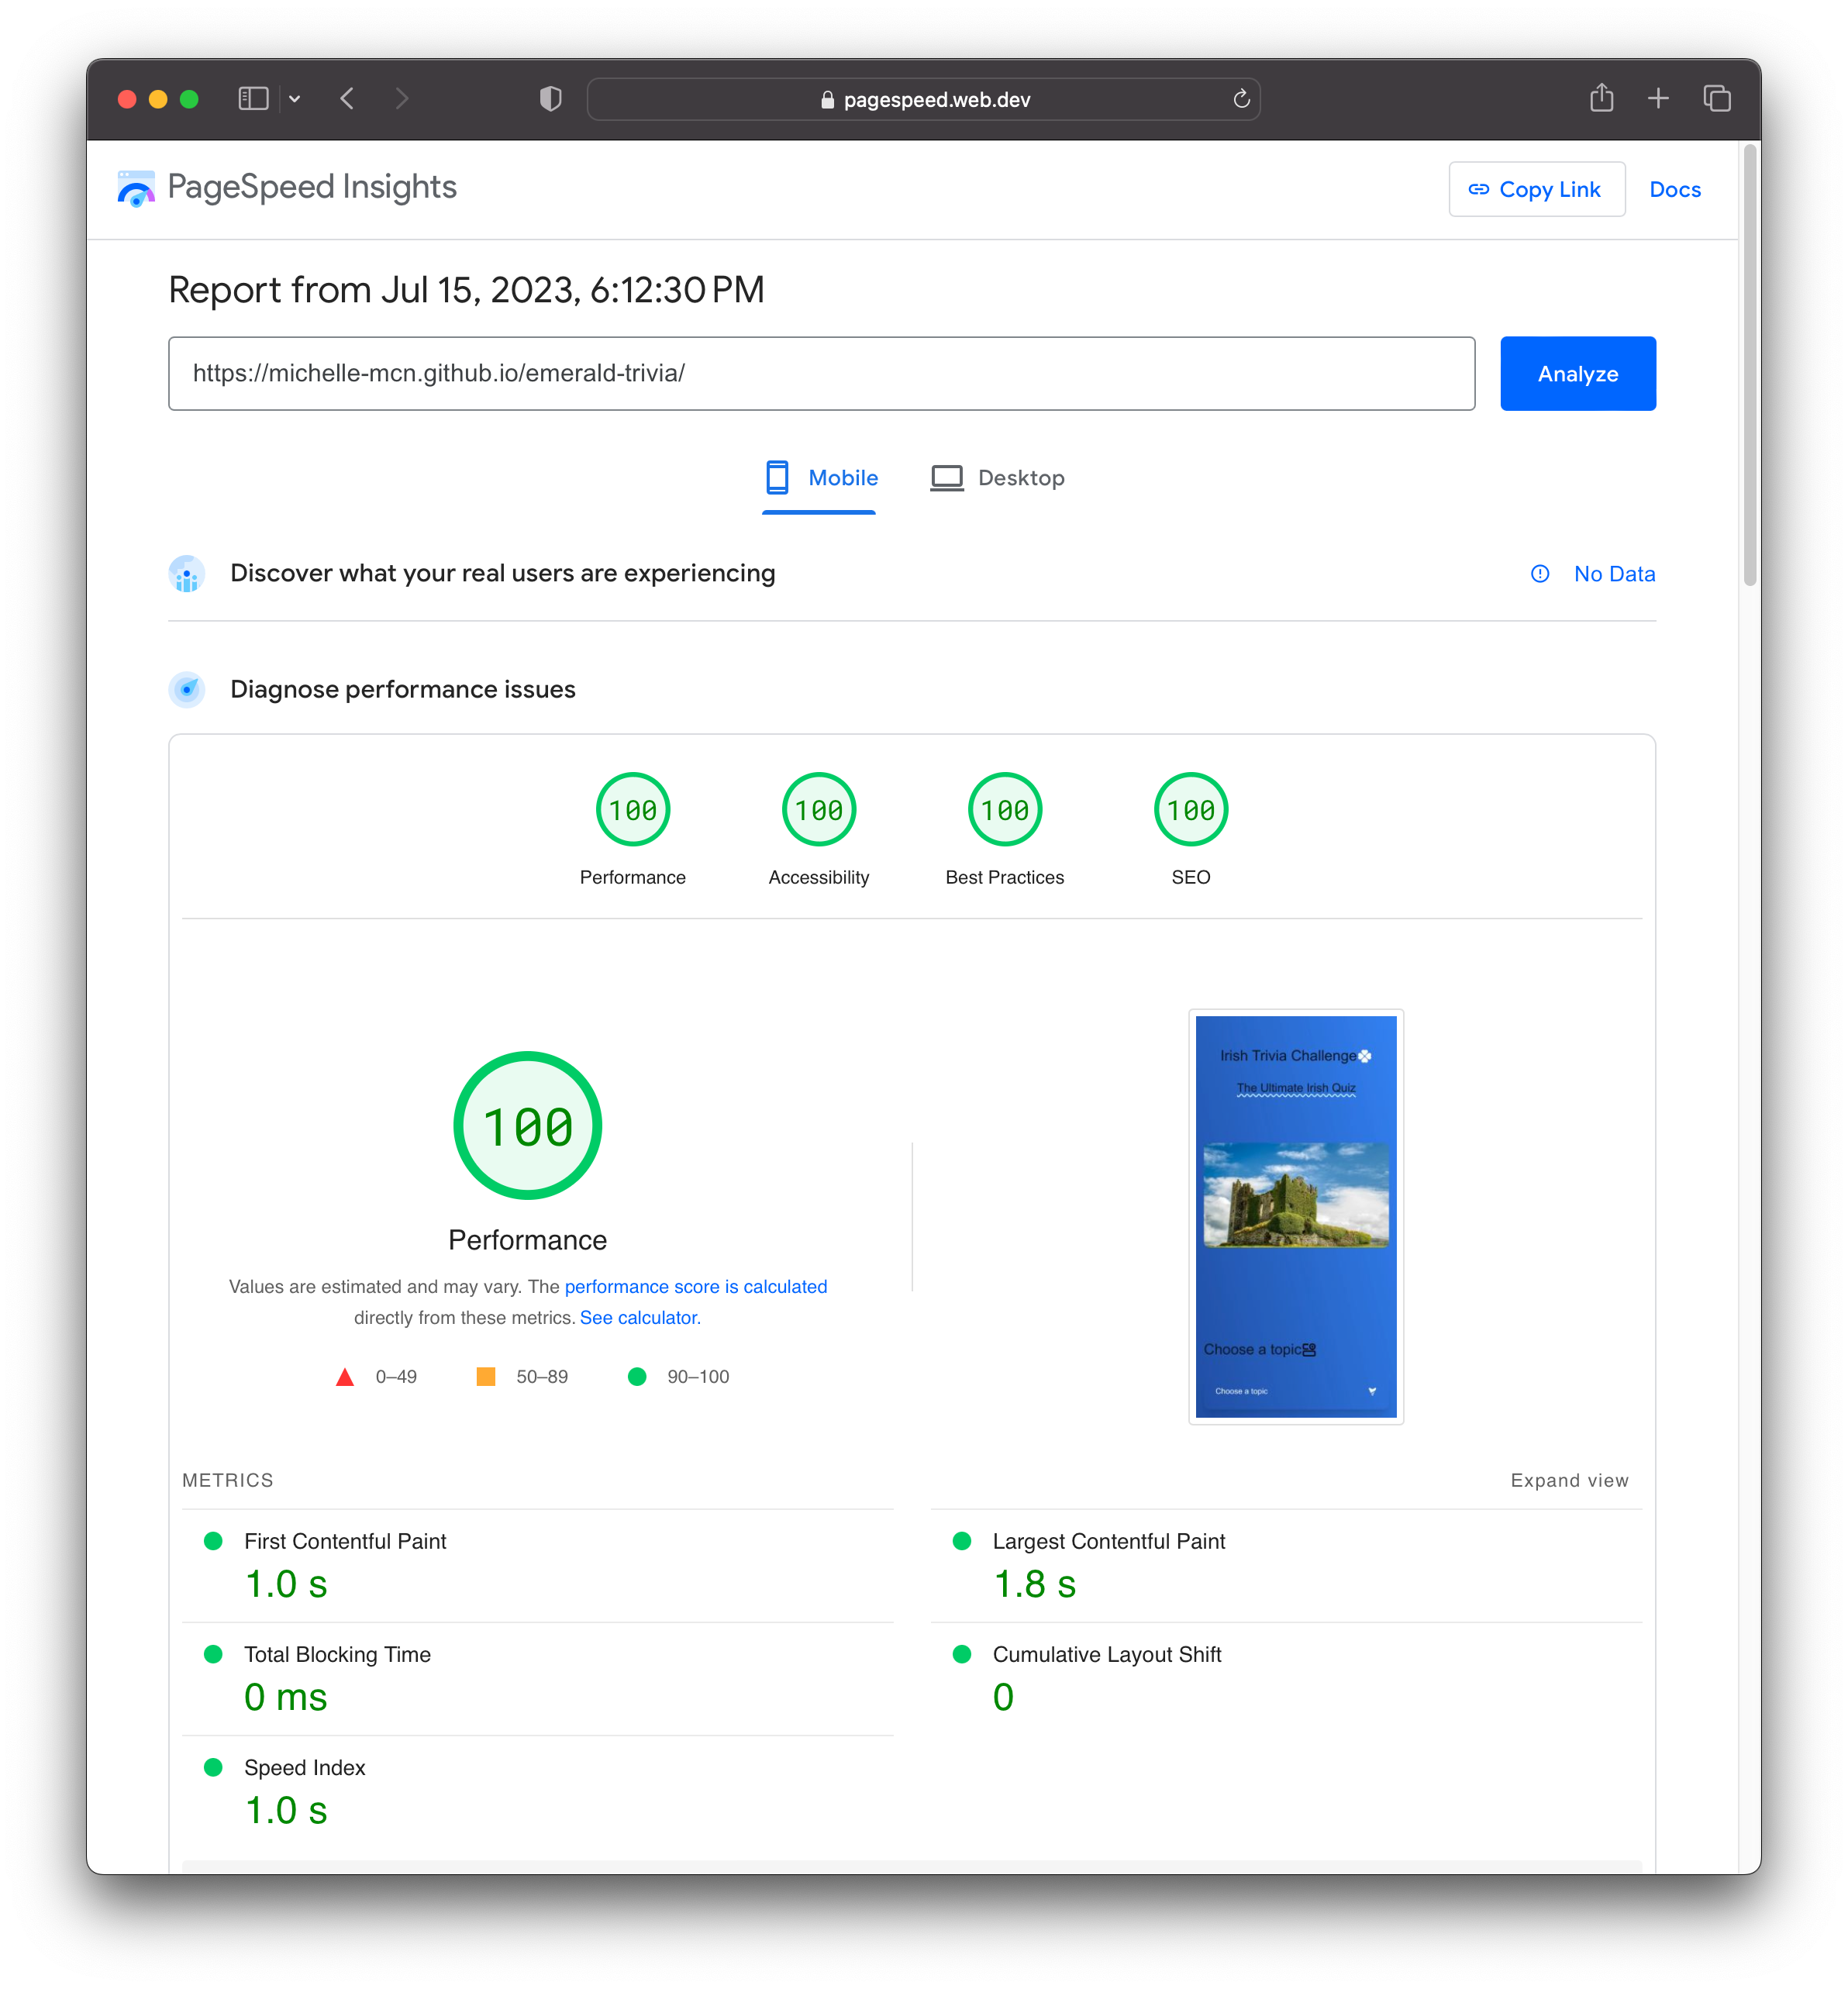 pagespeed.web.dev
PageSpeed Insights
Copy Link
Docs
Report from Jul 15, 2023, 6:12:30 PM
https://michelle-mcn.github.io/emerald-trivia/
Analyze
Mobile
Desktop
Discover what your real users are experiencing
No Data
Diagnose performance issues
100
100
100
100
Performance
Accessibility
Best Practices
SEO
100
Performance
Values are estimated and may vary. The performance score is calculated
directly from these metrics. See calculator.
0–49
50–89
90–100
Irish Trivia Challenge
The Ultimate Irish Quiz
Choose a topic
Choose a topic
METRICS
Expand view
First Contentful Paint
1.0 s
Largest Contentful Paint
1.8 s
Total Blocking Time
0 ms
Cumulative Layout Shift
0
Speed Index
1.0 s